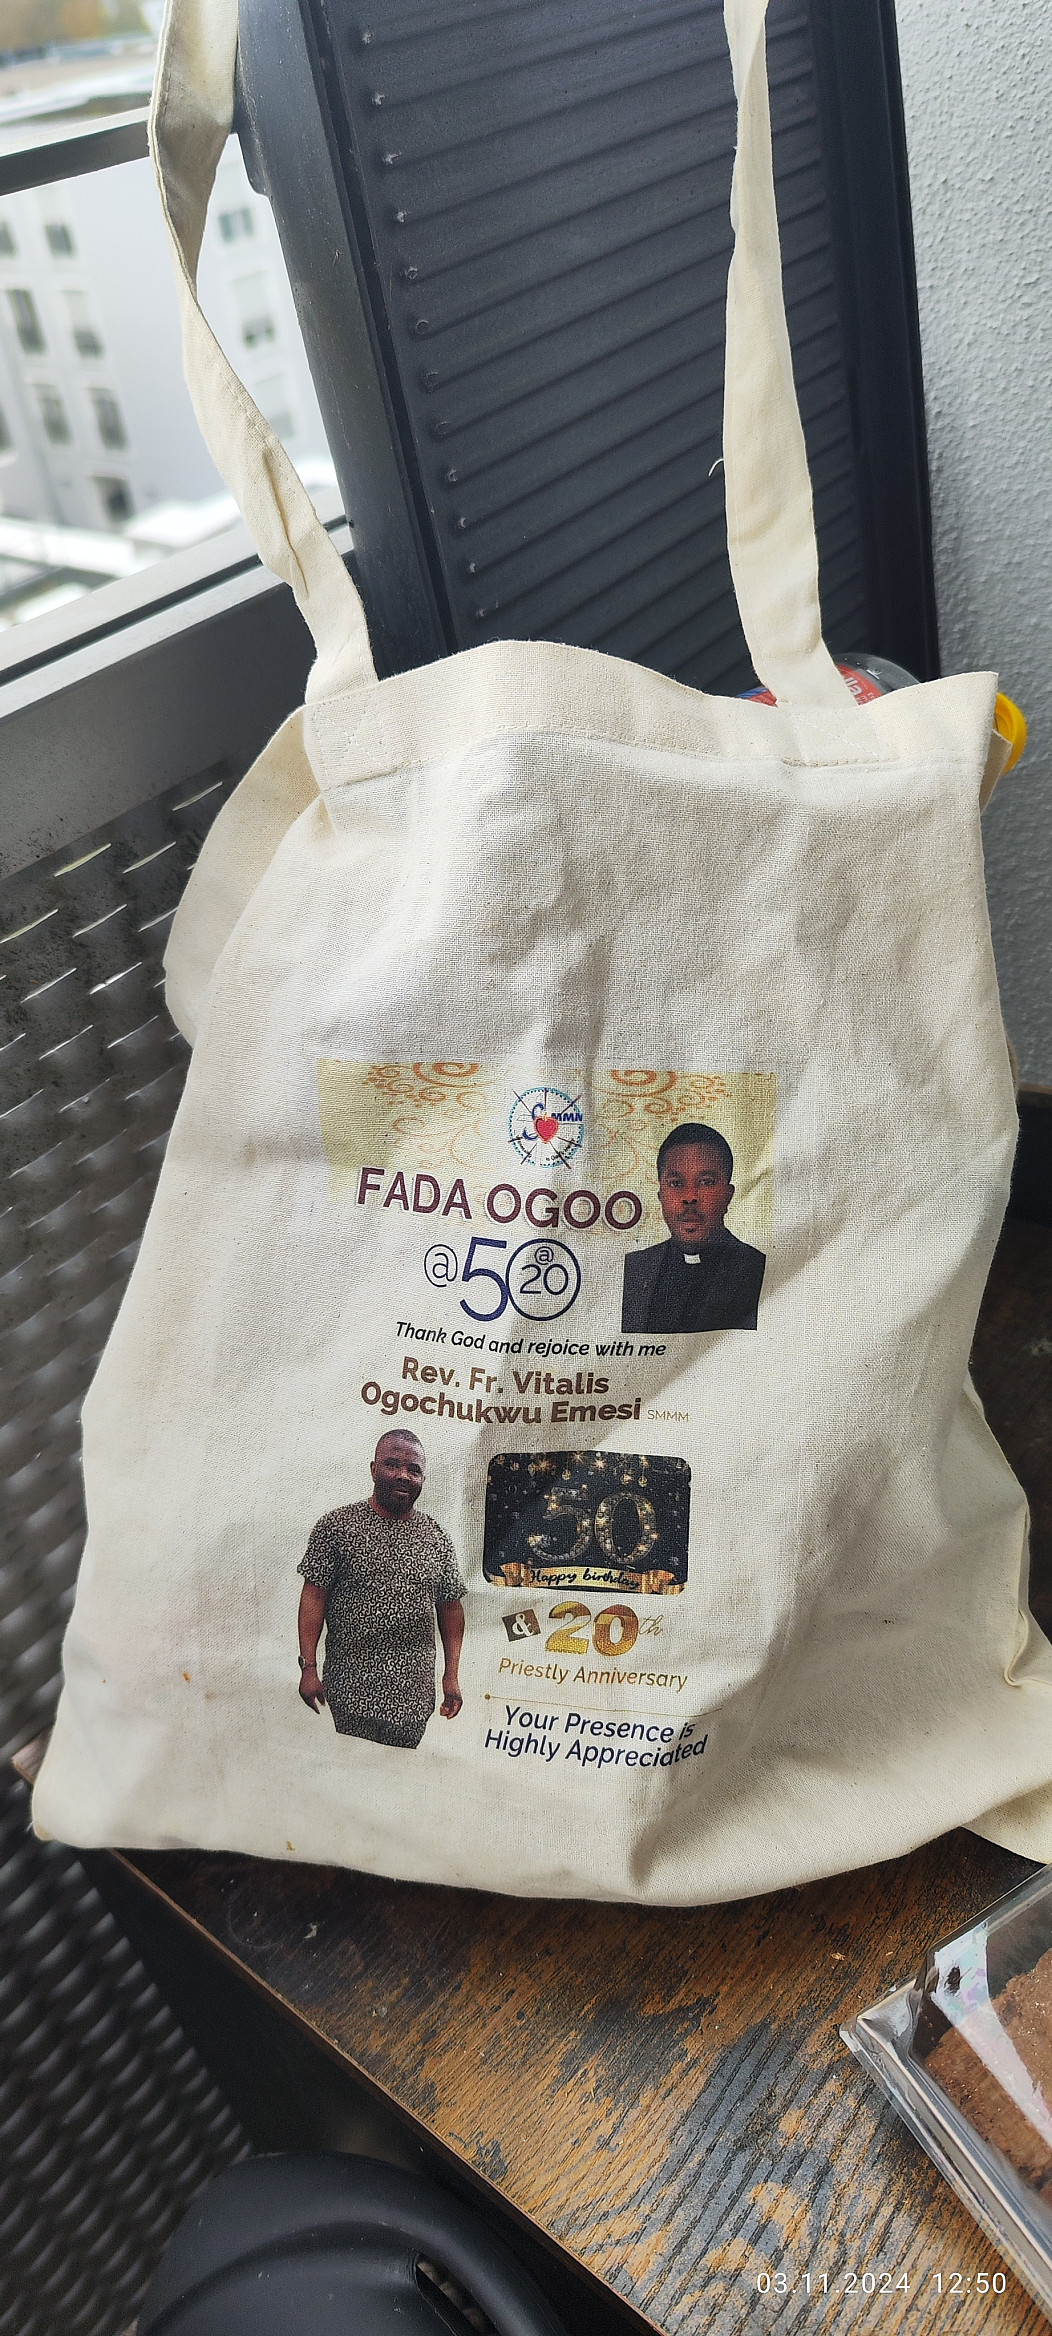 SMMM
FADA OGOO
@50
@
20
Thank God and rejoice with me
Rev. Fr. Vitalis
Ogochukwu Emesi SMMM
50
Happy birthday
& 20th
Priestly Anniversary
Your Presence is
Highly Appreciated
03.11.2024 12:50